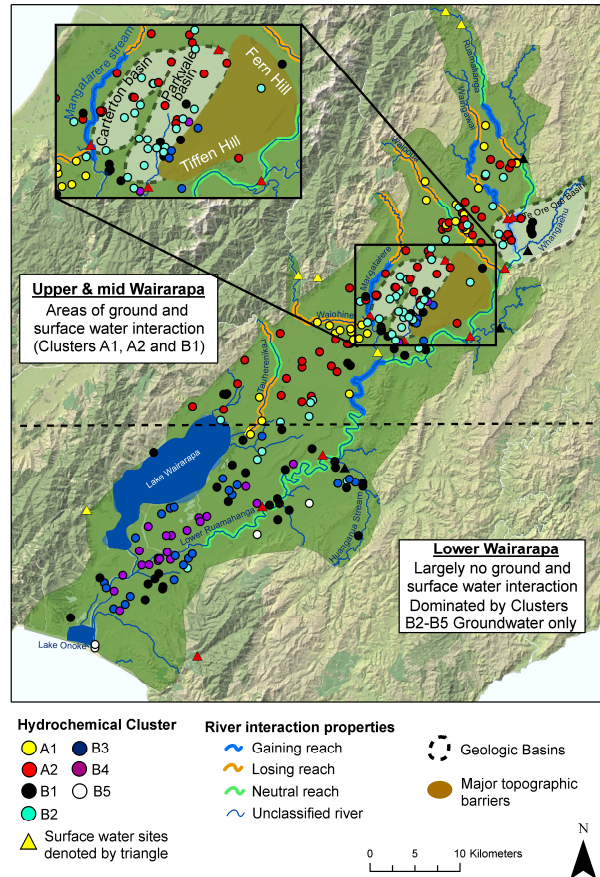 Mangatarere stream
Carterton basin
Parkvale
basin
Fern Hill
Tiffen Hill
Ruamahanga
Waingawa
Waipoua
Te Ore Ore Basin
Whangaehu
Mangatarere
Upper & mid Wairarapa
Areas of ground and
surface water interaction
(Clusters A1, A2 and B1)
Waiohine
Tauherenikau
Lake Wairarapa
Lower Ruamahanga
Huangarua Stream
Lower Wairarapa
Largely no ground and
surface water interaction
Dominated by Clusters
B2-B5 Groundwater only
Lake Onoke
Hydrochemical Cluster
A1
A2
B1
B2
B3
B4
B5
Surface water sites
denoted by triangle
River interaction properties
Gaining reach
Losing reach
Neutral reach
Unclassified river
Geologic Basins
Major topographic
barriers
N
0 5 10 Kilometers